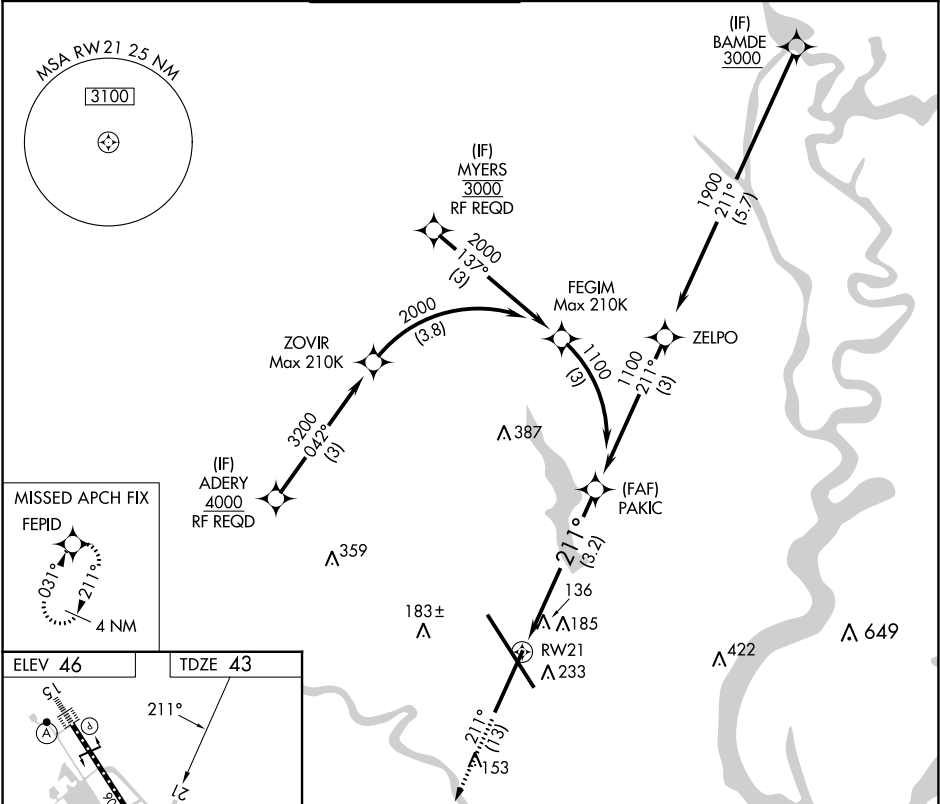 MSA RW 21 25 NM
3100
(IF)
BAMDE
3000
1900
211°
(5.7)
(IF)
MYERS
3000
RF REQD
2000
137°
(3)
FEGIM
Max 210K
2000
(3.8)
ZOVIR
Max 210K
ZELPO
1100
(3)
1100
211°
(3)
3200
042°
(3)
387
(IF)
ADERY
4000
RF REQD
(FAF)
PAKIC
211°
(3.2)
MISSED APCH FIX
FEPID
031°
211°
4 NM
359
136
183±
185
RW21
233
422
649
211°
(13)
153
ELEV 46
TDZE 43
15
A
P
211°
21